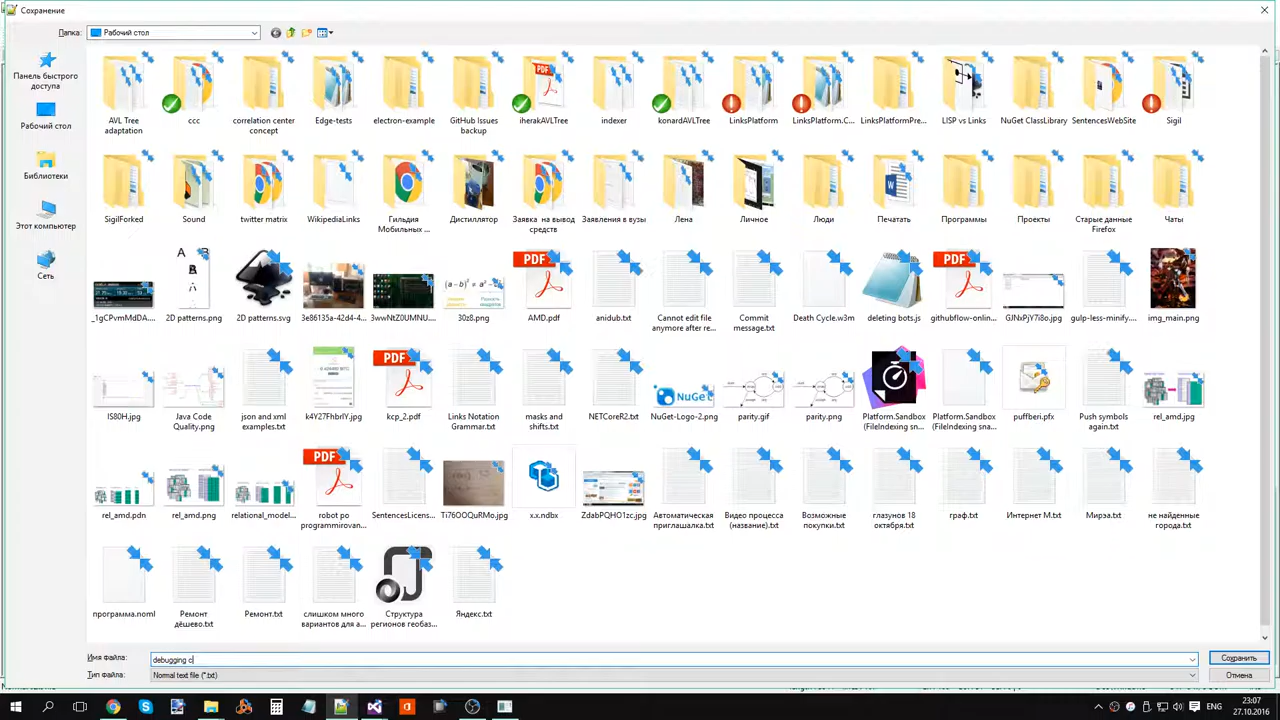 Сохранение
Папка:
Рабочий стол
Панель быстрого
доступа
Рабочий стол
Библиотеки
Этот компьютер
Сеть
AVL Tree
adaptation
ccc
correlation center
concept
Edge-tests
electron-example
GitHub Issues
backup
iherakAVLTree
indexer
konardAVLTree
LinksPlatform
LinksPlatform.C...
LinksPlatformPre...
LISP vs Links
NuGet ClassLibrary
SentencesWebSite
Sigil
SigilForked
Sound
twitter matrix
WikipediaLinks
Гильдия
Мобильных ...
Дистиллятор
Заявка на вывод
средств
Заявления в вузы
Лена
Личное
Люди
Печатать
Программы
Проекты
Старые данные
Firefox
Чаты
_1gCPvmMdDA...
2D patterns.png
2D patterns.svg
3e86135a-42d4-4...
3wwNtZ0UMNU...
30z8.png
AMD.pdf
anidub.txt
Cannot edit file
anymore after re...
Commit
message.txt
Death Cycle.w3m
deleting bots.js
githubflow-onlin...
GJNxPjY7i8o.jpg
gulp-less-minify...
img_main.png
IS80H.jpg
Java Code
Quality.png
json and xml
examples.txt
k4Y27FhbrlY.jpg
kcp_2.pdf
Links Notation
Grammar.txt
masks and
shifts.txt
NETCoreR2.txt
NuGet-Logo-2.png
parity.gif
parity.png
Platform.Sandbox
(FileIndexing sna...
Platform.Sandbox
(FileIndexing sna...
puffberi.pfx
Push symbols
again.txt
rel_amd.jpg
rel_amd.pdn
rel_amd.png
relational_model...
robot po
programmirovan...
SentencesLicens...
Ti76OOQuRMo.jpg
x.x.ndbx
ZdabPQHO1zc.jpg
Автоматическая
приглашалка.txt
Видео процесса
(название).txt
Возможные
покупки.txt
глазунов 18
октября.txt
граф.txt
Интернет М.txt
Мирэа.txt
не найденные
города.txt
программа.noml
Ремонт
дёшево.txt
Ремонт.txt
слишком много
вариантов для а...
Структура
регионов геобаз...
Яндекс.txt
Имя файла:
debugging c
Сохранить
Тип файла:
Normal text file (*.txt)
Отмена
ENG
23:07
27.10.2016